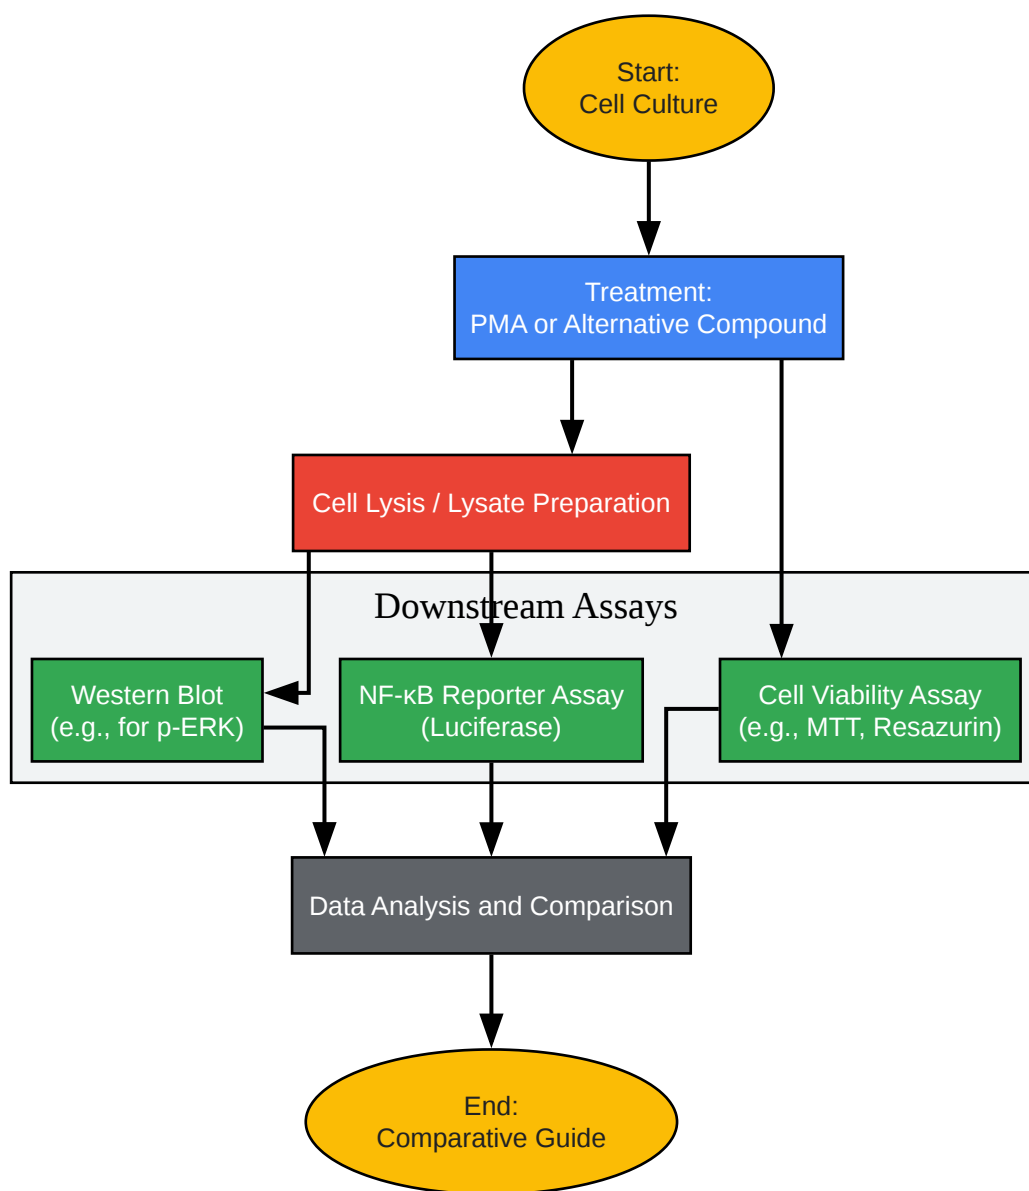 Start:
Cell Culture
Treatment:
PMA or Alternative Compound
Cell Lysis / Lysate Preparation
Downstream Assays
Western Blot
(e.g., for p-ERK)
NF-κB Reporter Assay
(Luciferase)
Cell Viability Assay
(e.g., MTT, Resazurin)
Data Analysis and Comparison
End:
Comparative Guide